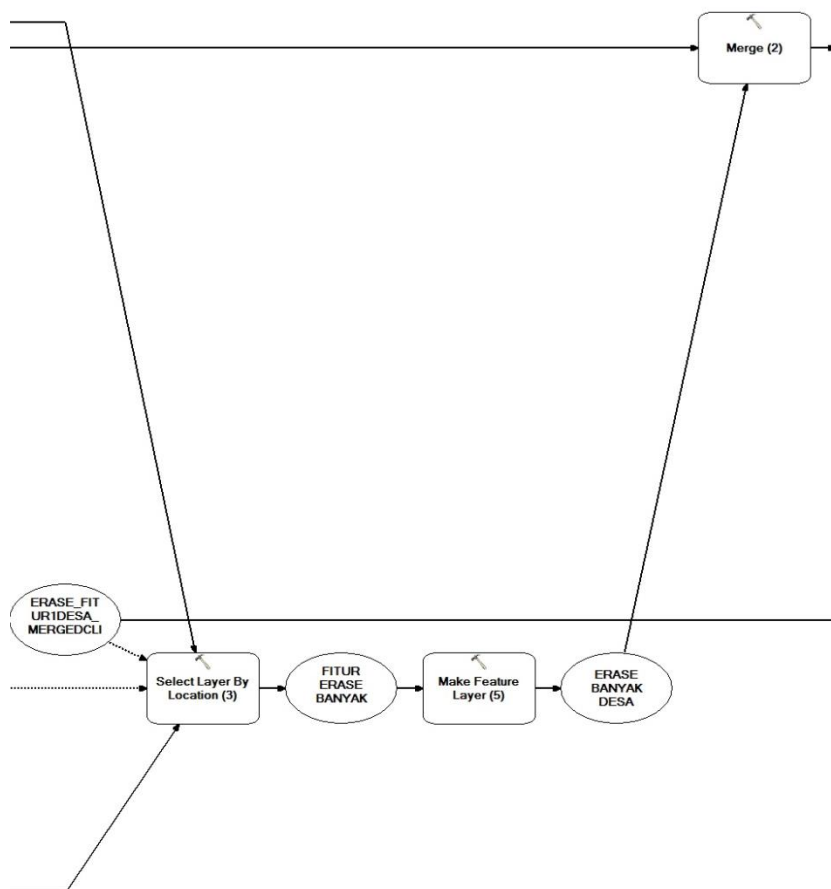 Merge (2)
ERASE_FIT
UR1DESA_
MERGEDCLI
Select Layer By
Location (3)
FITUR
ERASE
BANYAK
Make Feature
Layer (5)
ERASE
BANYAK
DESA